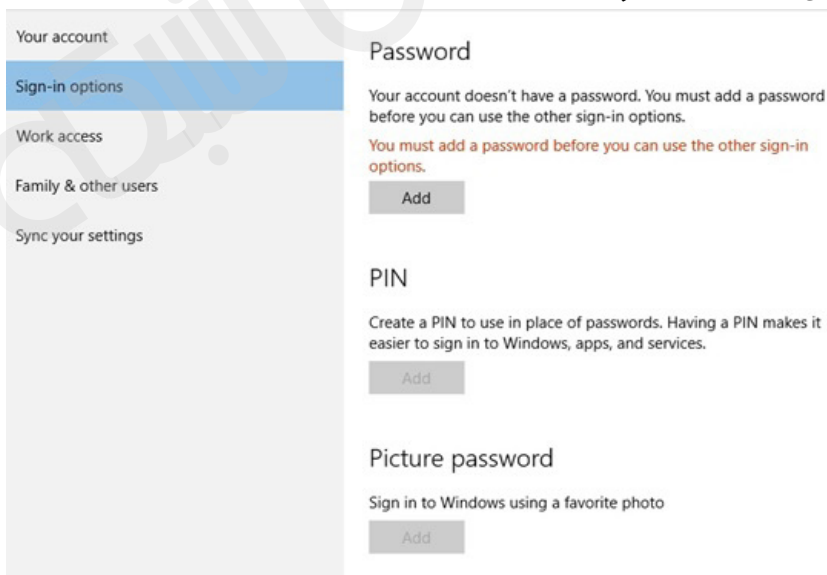 Your account
Sign-in options
Work access
Family & other users
Sync your settings
Password
Your account doesn't have a password. You must add a password
before you can use the other sign-in options.
You must add a password before you can use the other sign-in
options.
Add
PIN
Create a PIN to use in place of passwords. Having a PIN makes it
easier to sign in to Windows, apps, and services.
Add
Picture password
Sign in to Windows using a favorite photo
Add